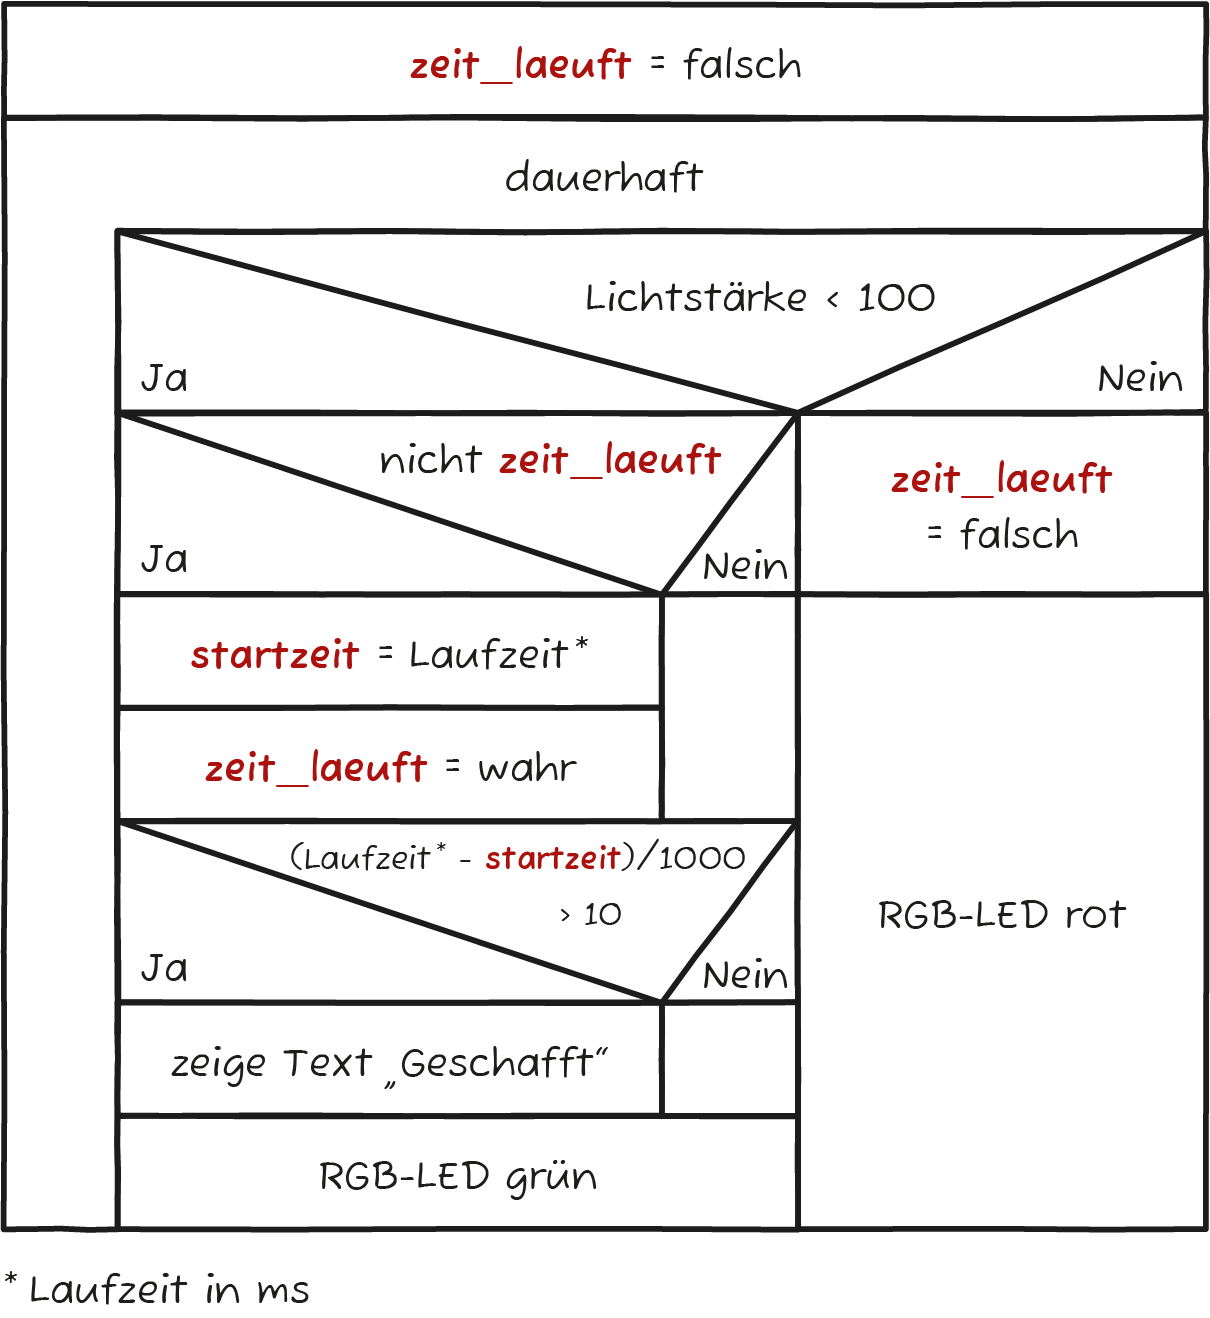 zeit_laeuft = falsch
dauerhaft
Lichtstärke < 100
Ja
Nein
nicht zeit_laeuft
Ja
Nein
zeit_laeuft
= falsch
startzeit = Laufzeit*
zeit_laeuft = wahr
(Laufzeit* - startzeit)/1000
> 10
Ja
Nein
RGB-LED rot
zeige Text „Geschafft“
RGB-LED grün
* Laufzeit in ms